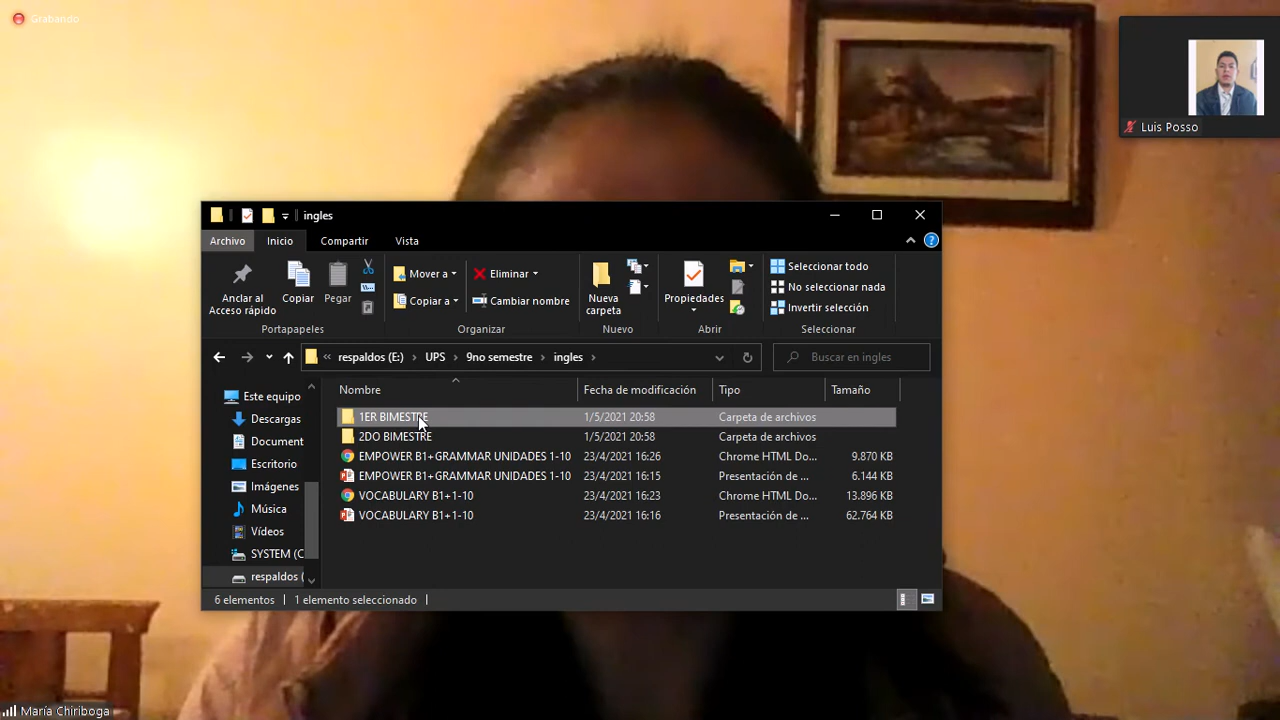 Grabando
Luis Posso
ingles
Archivo Inicio Compartir Vista
Anclar al Acceso rápido
Copiar
Pegar
Mover a
Copiar a
Eliminar
Cambiar nombre
Nueva carpeta
Propiedades
Seleccionar todo
No seleccionar nada
Invertir selección
Portapapeles Organizar Nuevo Abrir Seleccionar
« respaldos (E:) › UPS › 9no semestre › ingles ›
Buscar en ingles
Este equipo
Descargas
Document
Escritorio
Imágenes
Música
Vídeos
SYSTEM (C
respaldos (
Nombre Fecha de modificación Tipo Tamaño
1ER BIMESTRE 1/5/2021 20:58 Carpeta de archivos
2DO BIMESTRE 1/5/2021 20:58 Carpeta de archivos
EMPOWER B1+GRAMMAR UNIDADES 1-10 23/4/2021 16:26 Chrome HTML Do... 9.870 KB
EMPOWER B1+GRAMMAR UNIDADES 1-10 23/4/2021 16:15 Presentación de ... 6.144 KB
VOCABULARY B1+1-10 23/4/2021 16:23 Chrome HTML Do... 13.896 KB
VOCABULARY B1+1-10 23/4/2021 16:16 Presentación de ... 62.764 KB
6 elementos 1 elemento seleccionado
María Chiriboga